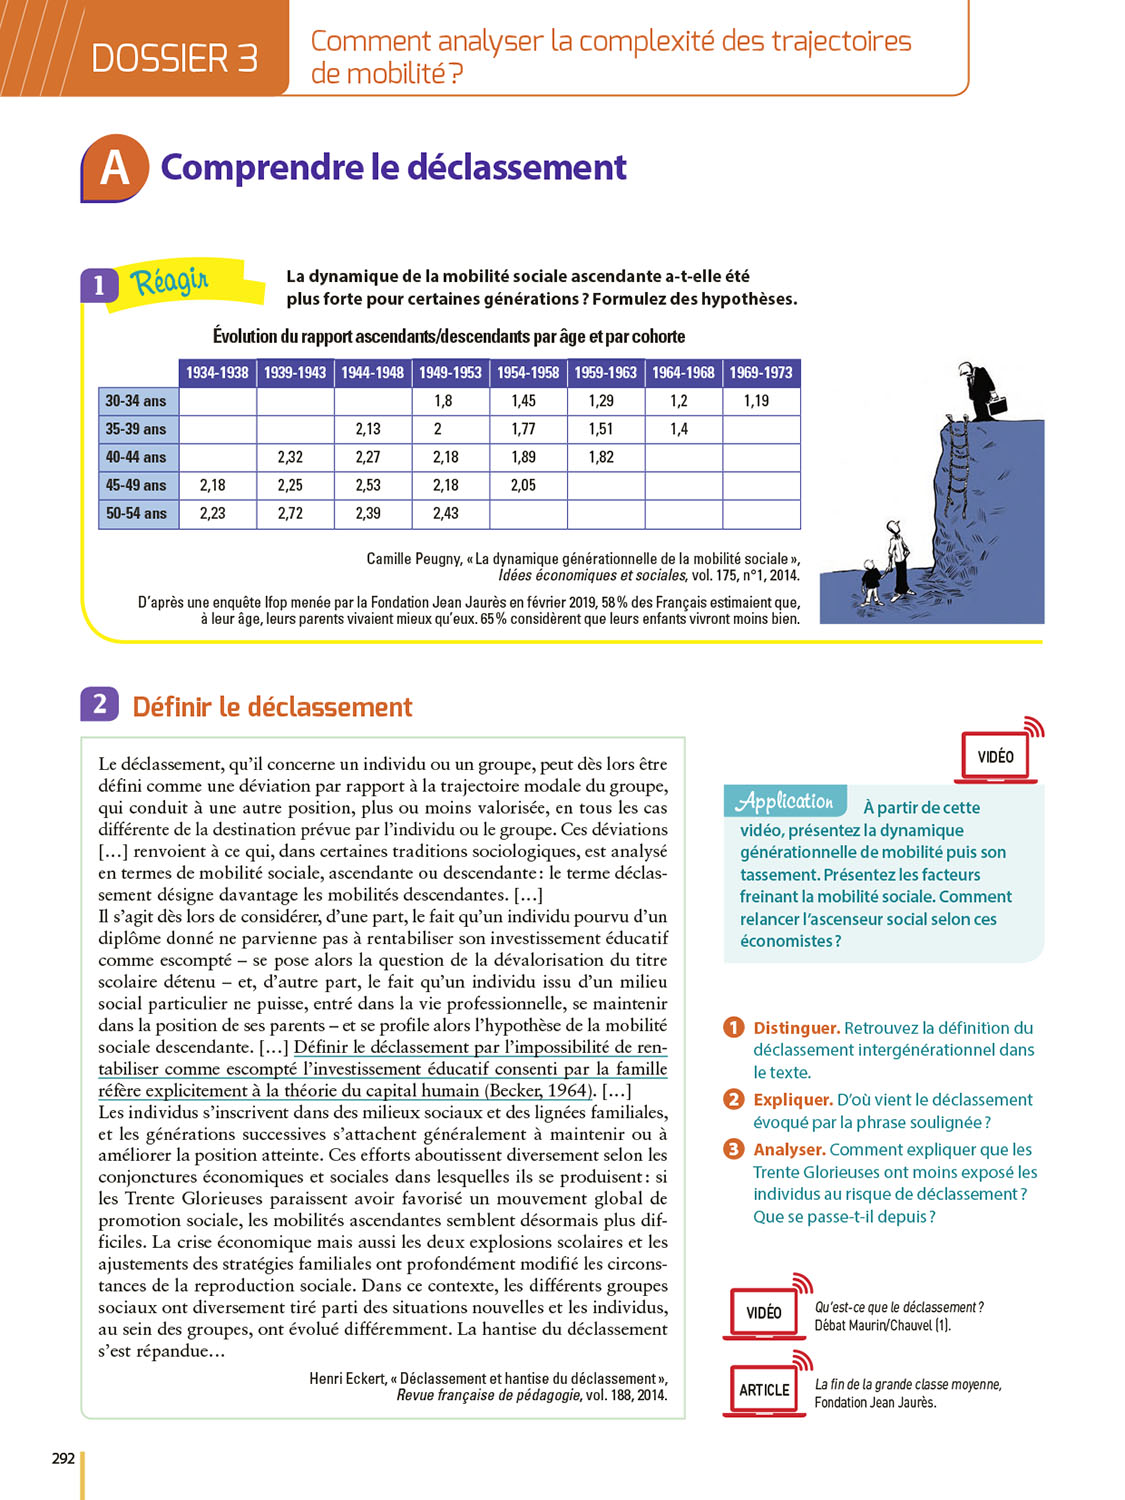 DOSSIER 3
Comment analyser la complexité des trajectoires
de mobilité ?
A
Comprendre le déclassement
1
Réagir
La dynamique de la mobilité sociale ascendante a-t-elle été
plus forte pour certaines générations ? Formulez des hypothèses.
Évolution du rapport ascendants/descendants par âge et par cohorte
1934-1938 1939-1943 1944-1948 1949-1953 1954-1958 1959-1963 1964-1968 1969-1973
30-34 ans 1,8 1,45 1,29 1,2 1,19
35-39 ans 2,13 2 1,77 1,51 1,4
40-44 ans 2,32 2,27 2,18 1,89 1,82
45-49 ans 2,18 2,25 2,53 2,18 2,05
50-54 ans 2,23 2,72 2,39 2,43
Camille Peugny, « La dynamique générationnelle de la mobilité sociale »,
Idées économiques et sociales, vol. 175, n°1, 2014.
D'après une enquête Ifop menée par la Fondation Jean Jaurès en février 2019, 58 % des Français estimaient que,
à leur âge, leurs parents vivaient mieux qu'eux. 65 % considèrent que leurs enfants vivront moins bien.
2
Définir le déclassement
Le déclassement, qu'il concerne un individu ou un groupe, peut dès lors être
défini comme une déviation par rapport à la trajectoire modale du groupe,
qui conduit à une autre position, plus ou moins valorisée, en tous les cas
différente de la destination prévue par l'individu ou le groupe. Ces déviations
[…] renvoient à ce qui, dans certaines traditions sociologiques, est analysé
en termes de mobilité sociale, ascendante ou descendante : le terme déclas-
sement désigne davantage les mobilités descendantes. […]
Il s'agit dès lors de considérer, d'une part, le fait qu'un individu pourvu d'un
diplôme donné ne parvienne pas à rentabiliser son investissement éducatif
comme escompté – se pose alors la question de la dévalorisation du titre
scolaire détenu – et, d'autre part, le fait qu'un individu issu d'un milieu
social particulier ne puisse, entré dans la vie professionnelle, se maintenir
dans la position de ses parents – et se profile alors l'hypothèse de la mobilité
sociale descendante. […] Définir le déclassement par l'impossibilité de ren-
tabiliser comme escompté l'investissement éducatif consenti par la famille
réfère explicitement à la théorie du capital humain (Becker, 1964). […]
Les individus s'inscrivent dans des milieux sociaux et des lignées familiales,
et les générations successives s'attachent généralement à maintenir ou à
améliorer la position atteinte. Ces efforts aboutissent diversement selon les
conjonctures économiques et sociales dans lesquelles ils se produisent : si
les Trente Glorieuses paraissent avoir favorisé un mouvement global de
promotion sociale, les mobilités ascendantes semblent désormais plus dif-
ficiles. La crise économique mais aussi les deux explosions scolaires et les
ajustements des stratégies familiales ont profondément modifié les circons-
tances de la reproduction sociale. Dans ce contexte, les différents groupes
sociaux ont diversement tiré parti des situations nouvelles et les individus,
au sein des groupes, ont évolué différemment. La hantise du déclassement
s'est répandue…
Henri Eckert, « Déclassement et hantise du déclassement »,
Revue française de pédagogie, vol. 188, 2014.
VIDÉO
Application À partir de cette
vidéo, présentez la dynamique
générationnelle de mobilité puis son
tassement. Présentez les facteurs
freinant la mobilité sociale. Comment
relancer l'ascenseur social selon ces
économistes ?
1 Distinguer. Retrouvez la définition du
déclassement intergénérationnel dans
le texte.
2 Expliquer. D'où vient le déclassement
évoqué par la phrase soulignée ?
3 Analyser. Comment expliquer que les
Trente Glorieuses ont moins exposé les
individus au risque de déclassement ?
Que se passe-t-il depuis ?
VIDÉO
Qu'est-ce que le déclassement ?
Débat Maurin/Chauvel (1).
ARTICLE
La fin de la grande classe moyenne,
Fondation Jean Jaurès.
292